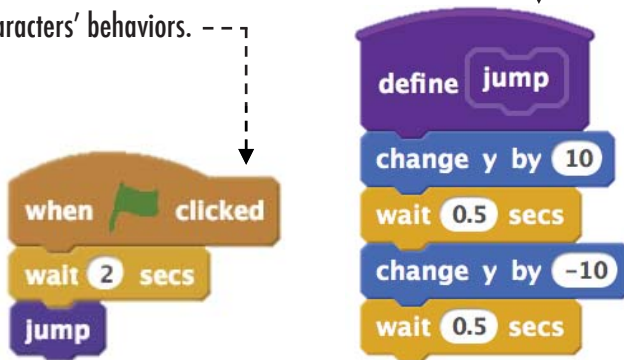 aracters' behaviors.
when clicked
wait 2 secs
jump
define jump
change y by 10
wait 0.5 secs
change y by -10
wait 0.5 secs